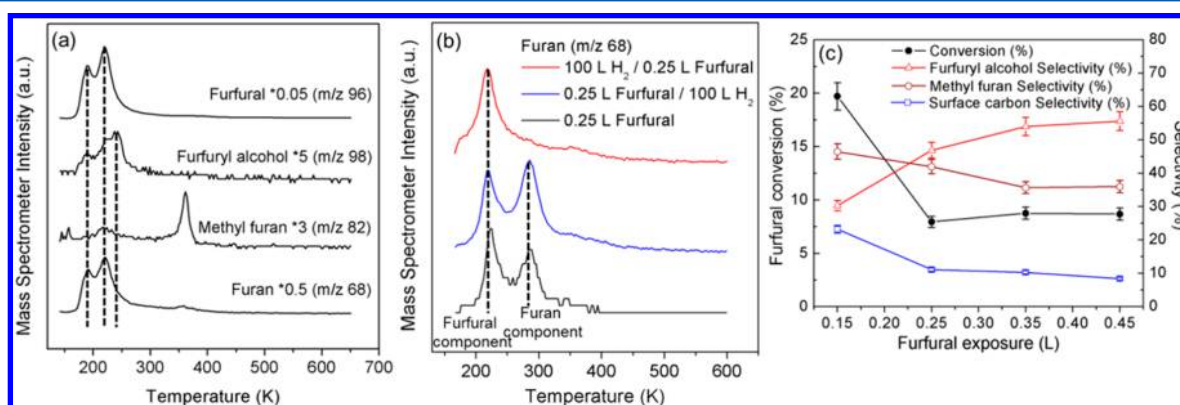 (a)
Mass Spectrometer Intensity (a.u.)
Furfural *0.05 (m/z 96)
Furfuryl alcohol *5 (m/z 98)
Methyl furan *3 (m/z 82)
Furan *0.5 (m/z 68)
200 300 400 500 600 700
Temperature (K)
(b)
Mass Spectrometer Intensity (a.u.)
Furan (m/z 68)
100 L H2 / 0.25 L Furfural
0.25 L Furfural / 100 L H2
0.25 L Furfural
Furfural component
Furan component
200 300 400 500 600
Temperature (K)
(c)
Furfural conversion (%)
25
20
15
10
5
0
Conversion (%)
Furfuryl alcohol Selectivity (%)
Methyl furan Selectivity (%)
Surface carbon Selectivity (%)
80
70
60
50
40
30
20
10
0
Selectivity (%)
0.15 0.20 0.25 0.30 0.35 0.40 0.45
Furfural exposure (L)